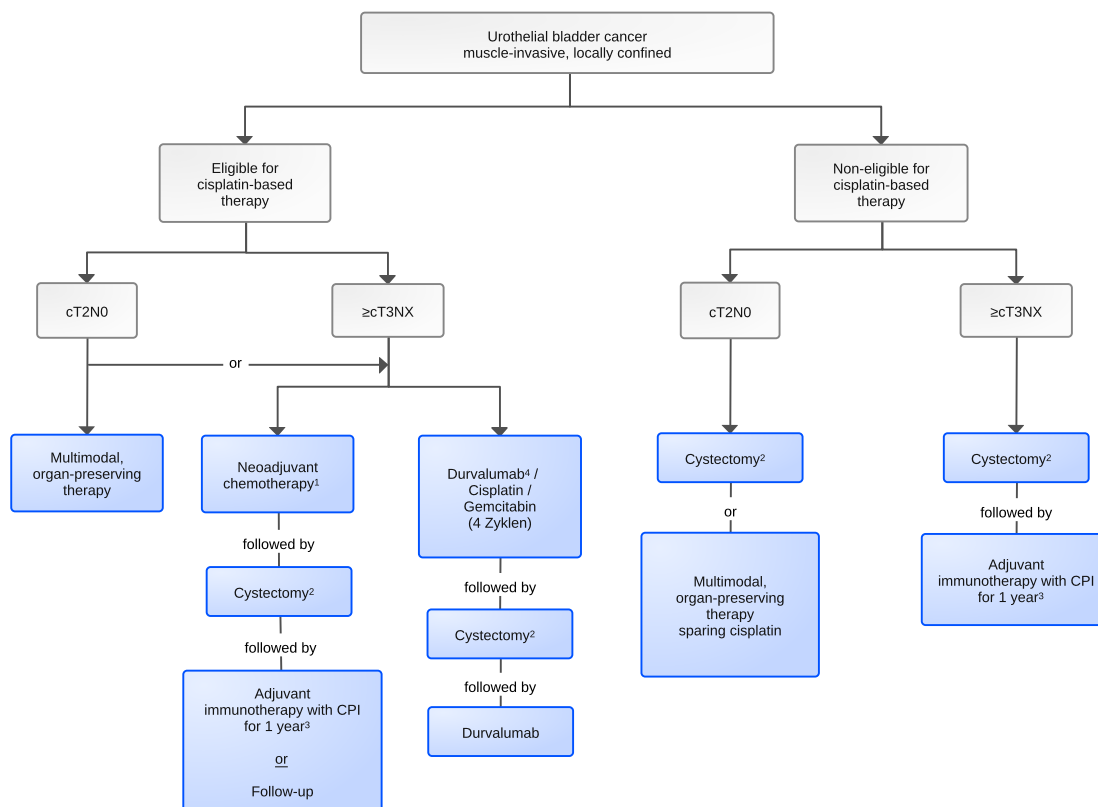 Urothelial bladder cancer
muscle-invasive, locally confined
Eligible for
cisplatin-based
therapy
Non-eligible for
cisplatin-based
therapy
cT2N0
≥cT3NX
cT2N0
≥cT3NX
or
Multimodal,
organ-preserving
therapy
Neoadjuvant
chemotherapy¹
followed by
Cystectomy²
followed by
Adjuvant
immunotherapy with CPI
for 1 year³
or
Follow-up
Durvalumab⁴ /
Cisplatin /
Gemcitabin
(4 Zyklen)
followed by
Cystectomy²
followed by
Durvalumab
Cystectomy²
or
Multimodal,
organ-preserving
therapy
sparing cisplatin
Cystectomy²
followed by
Adjuvant
immunotherapy with CPI
for 1 year³